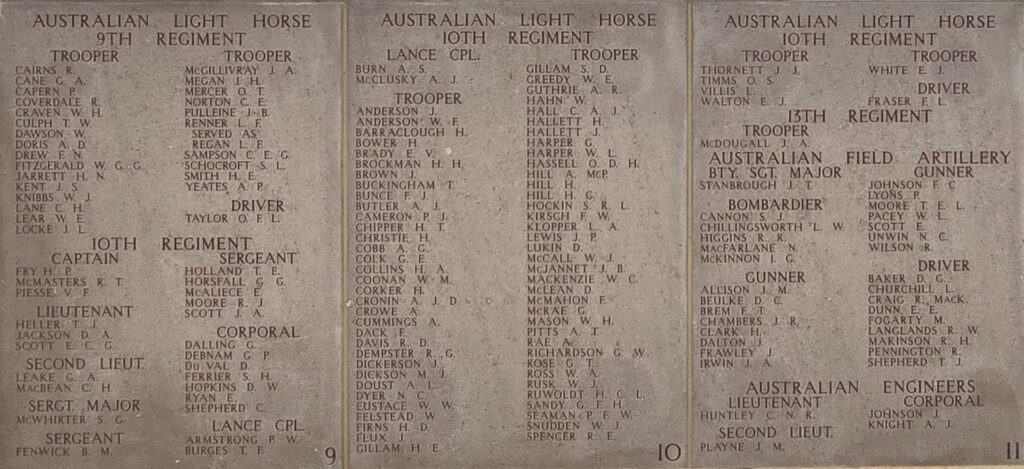 AUSTRALIAN LIGHT HORSE
9TH REGIMENT
TROOPER
CAIRNS R.
CANE G. A.
CAPERN P.
COVERDALE R.
CRAVEN W. H.
CULPH T. W.
DAWSON W.
DORIS A. D.
DREW F. N.
FITZGERALD W. G. G.
JARRETT H. N.
KENT J. S.
KNIBBS W. J.
LANE C. H.
LEAR W. E.
LOCKE J. L.
TROOPER
McGILLIVRAY J. A.
MEGAN J. H.
MERCER O. T.
NORTON C. E.
PULLEINE J. B.
RENNER L. F.
SERVED AS
REGAN L. F.
SAMPSON C. E. G.
SCHOCROFT S. L.
SMITH H. E.
YEATES A. P.
DRIVER
TAYLOR O. F. L.
10TH REGIMENT
CAPTAIN
FRY H. P.
McMASTERS R. T.
PIESSE V. F.
LIEUTENANT
HELLER T. J.
JACKSON D. A.
SCOTT E. C. G.
SECOND LIEUT.
LEAKE G. A.
MACBEAN C. H.
SERGT. MAJOR
McWHIRTER S. G.
SERGEANT
FENWICK B. M.
SERGEANT
HOLLAND T. E.
HORSFALL G. G.
McALIECE E.
MOORE R. J.
SCOTT J. A.
CORPORAL
DALLING G.
DEBNAM G. P.
DU VAL D.
FERRIER S. H.
HOPKINS D. W.
RYAN E.
SHEPHERD C.
LANCE CPL.
ARMSTRONG P. W.
BURGES T. F.
9
AUSTRALIAN LIGHT HORSE
10TH REGIMENT
LANCE CPL.
BURN A. S.
McCLUSKY A. J.
TROOPER
ANDERSON J.
ANDERSON W. F.
BARRACLOUGH H.
BOWER H.
BRADY E. V.
BROCKMAN H. H.
BROWN J.
BUCKINGHAM T.
BUNCE F. J.
BUTLER A. J.
CAMERON P. J.
CHIPPER H. T.
CHRISTIE H.
COBB A. G.
COLK G. E.
COLLINS H. A.
COONAN W. M.
CORKER H.
CRONIN A. J. D.
CROWE A.
CUMMINGS A.
DACK F.
DAVIS R. D.
DEMPSTER R. G.
DICKERSON J.
DICKSON M. J.
DOUST A. L.
DYER N. C.
EUSTACE W. W.
FELSTEAD W.
FIRNS H. D.
FLUX J.
GILLAM H. E.
TROOPER
GILLAM S. D.
GREEDY W. E.
GUTHRIE A. R.
HAHN W.
HALL C. A. J.
HALLETT H.
HALLETT J.
HARPER G.
HARPER W. L.
HASSELL O. D. H.
HILL A. McP.
HILL H.
HILL H. G.
HOCKIN S. R. L.
KIRSCH F. W.
KLOPPER L. A.
LEWIS J. P.
LUKIN D.
McCALL W. J.
McJANNET J. B.
MACKENZIE W. C.
McLEAN D.
McMAHON F.
McRAE G.
MASON W. H.
PITTS A. T.
RAE A.
RICHARDSON G. W.
ROSE G. T.
ROSS W. A.
RUSK W. J.
RUWOLDT H. C. L.
SANDY G. F. H.
SEAMAN P. F. W.
SNUDDEN W. J.
SPENCER R. E.
10
AUSTRALIAN LIGHT HORSE
10TH REGIMENT
TROOPER
THORNETT J. J.
TIMMS O. S.
VILLIS L.
WALTON E. J.
TROOPER
WHITE E. J.
DRIVER
FRASER F. L.
13TH REGIMENT
TROOPER
McDOUGALL J. A.
AUSTRALIAN FIELD ARTILLERY
BTY. SGT. MAJOR
STANBROUGH J. T.
BOMBARDIER
CANNON S. J.
CHILLINGSWORTH L. W.
HIGGINS R. R.
MACFARLANE N.
McKINNON I. G.
GUNNER
ALLISON J. M.
BEULKE D. C.
BREM F. T.
CHAMBERS J. R.
CLARK H.
DALTON J.
FRAWLEY J.
IRWIN J. A.
GUNNER
JOHNSON F. C
LYONS P.
MOORE T. E. L.
PACEY W. L.
SCOTT E.
UNWIN N. C.
WILSON R.
DRIVER
BAKER D. G.
CHURCHILL L.
CRAIG R. MACK.
DUNN E. E.
FOGARTY M.
LANGLANDS R. W.
MAKINSON R. H.
PENNINGTON R.
SHEPHERD T. J.
AUSTRALIAN ENGINEERS
LIEUTENANT
HUNTLEY C. N. R.
SECOND LIEUT.
PLAYNE J. M.
CORPORAL
JOHNSON J.
KNIGHT A. J.
11